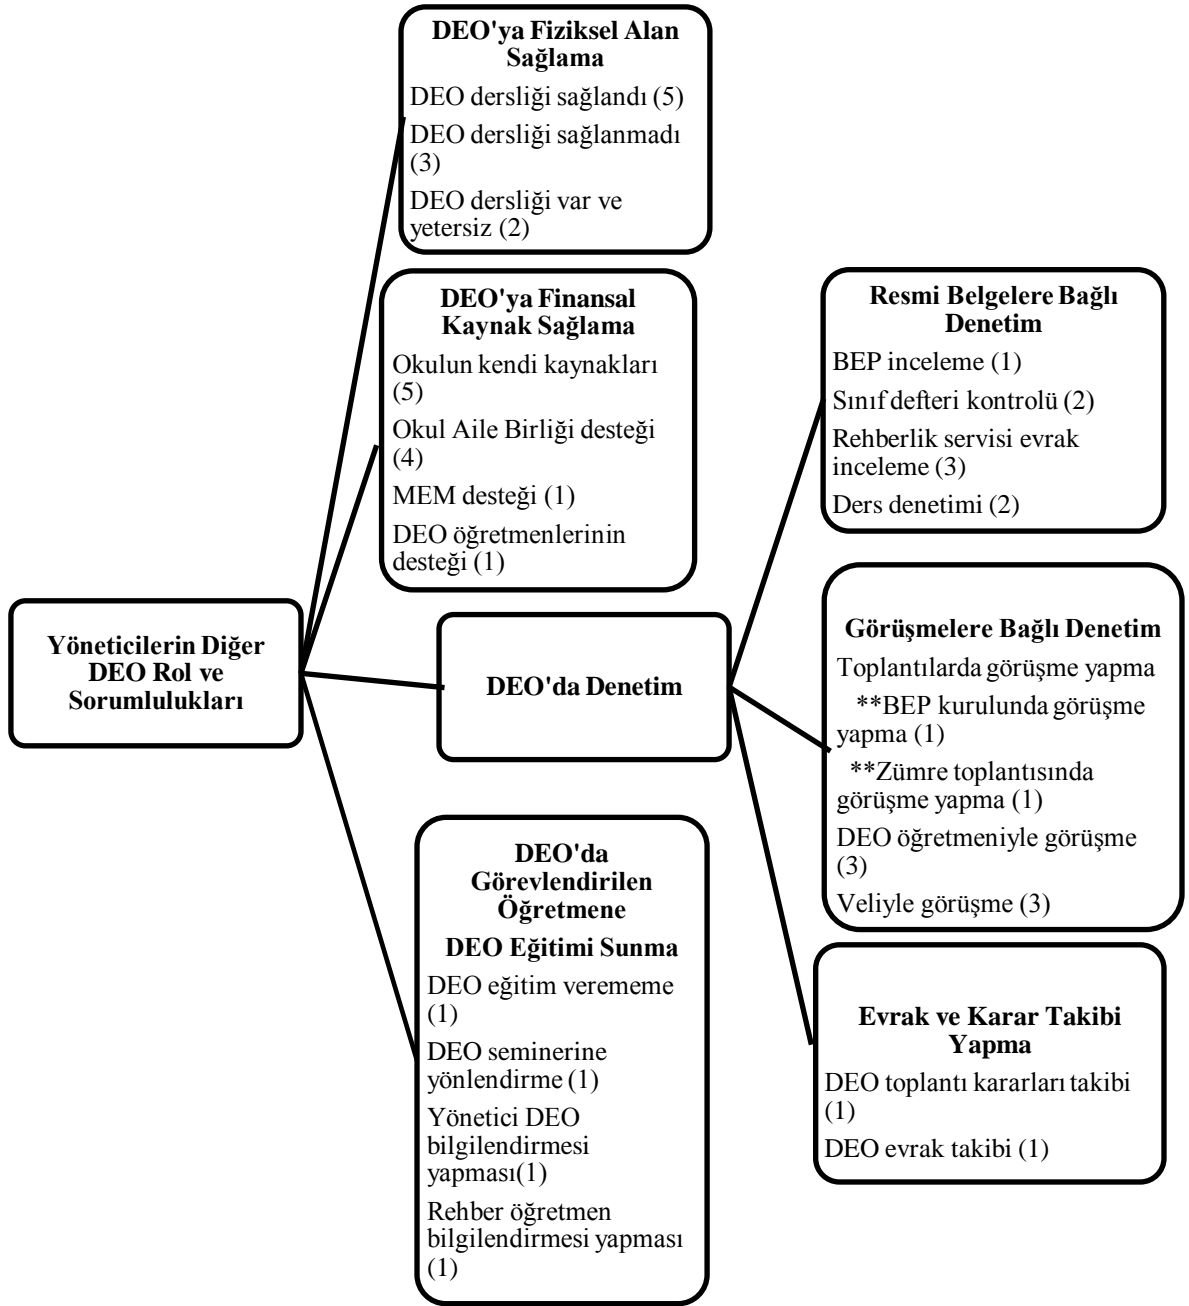 DEO'ya Fiziksel Alan
Sağlama
DEO dersliği sağlandı (5)
DEO dersliği sağlanmadı
(3)
DEO dersliği var ve
yetersiz (2)
DEO'ya Finansal
Kaynak Sağlama
Okulun kendi kaynakları
(5)
Okul Aile Birliği desteği
(4)
MEM desteği (1)
DEO öğretmenlerinin
desteği (1)
Yöneticilerin Diğer
DEO Rol ve
Sorumlulukları
DEO'da Denetim
DEO'da
Görevlendirilen
Öğretmene
DEO Eğitimi Sunma
DEO eğitim verememe
(1)
DEO seminerine
yönlendirme (1)
Yönetici DEO
bilgilendirmesi
yapması(1)
Rehber öğretmen
bilgilendirmesi yapması
(1)
Resmi Belgelere Bağlı
Denetim
BEP inceleme (1)
Sınıf defteri kontrolü (2)
Rehberlik servisi evrak
inceleme (3)
Ders denetimi (2)
Görüşmelere Bağlı Denetim
Toplantılarda görüşme yapma
**BEP kurulunda görüşme
yapma (1)
**Zümre toplantısında
görüşme yapma (1)
DEO öğretmeniyle görüşme
(3)
Veliyle görüşme (3)
Evrak ve Karar Takibi
Yapma
DEO toplantı kararları takibi
(1)
DEO evrak takibi (1)